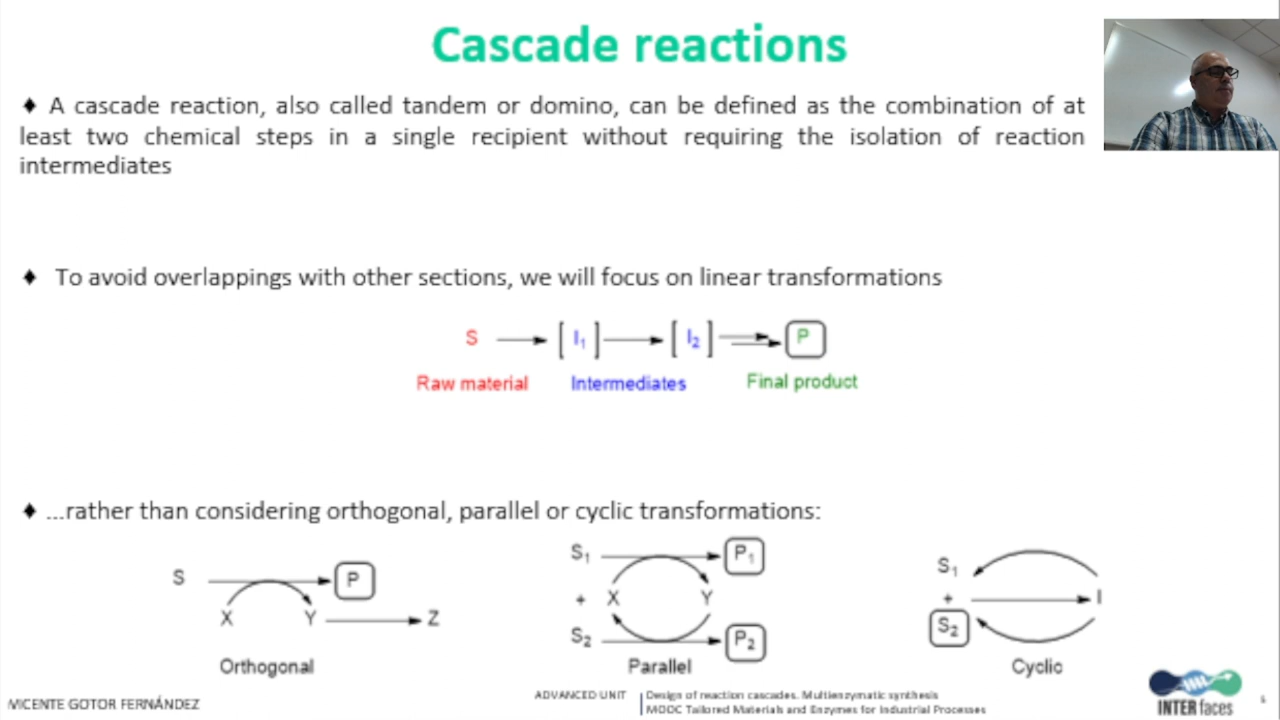 Cascade reactions
♦ A cascade reaction, also called tandem or domino, can be defined as the combination of at
least two chemical steps in a single recipient without requiring the isolation of reaction
intermediates
♦ To avoid overlappings with other sections, we will focus on linear transformations
S [ I₁ ] [ I₂ ] P
Raw material Intermediates Final product
♦ ...rather than considering orthogonal, parallel or cyclic transformations:
S P
X Y Z
Orthogonal
S₁ P₁
+ X Y
S₂ P₂
Parallel
S₁
+ I
S₂
Cyclic
VICENTE GOTOR FERNÁNDEZ
ADVANCED UNIT
Design of reaction cascades. Multienzymatic synthesis
MOOC Tailored Materials and Enzymes for Industrial Processes
INTERfaces